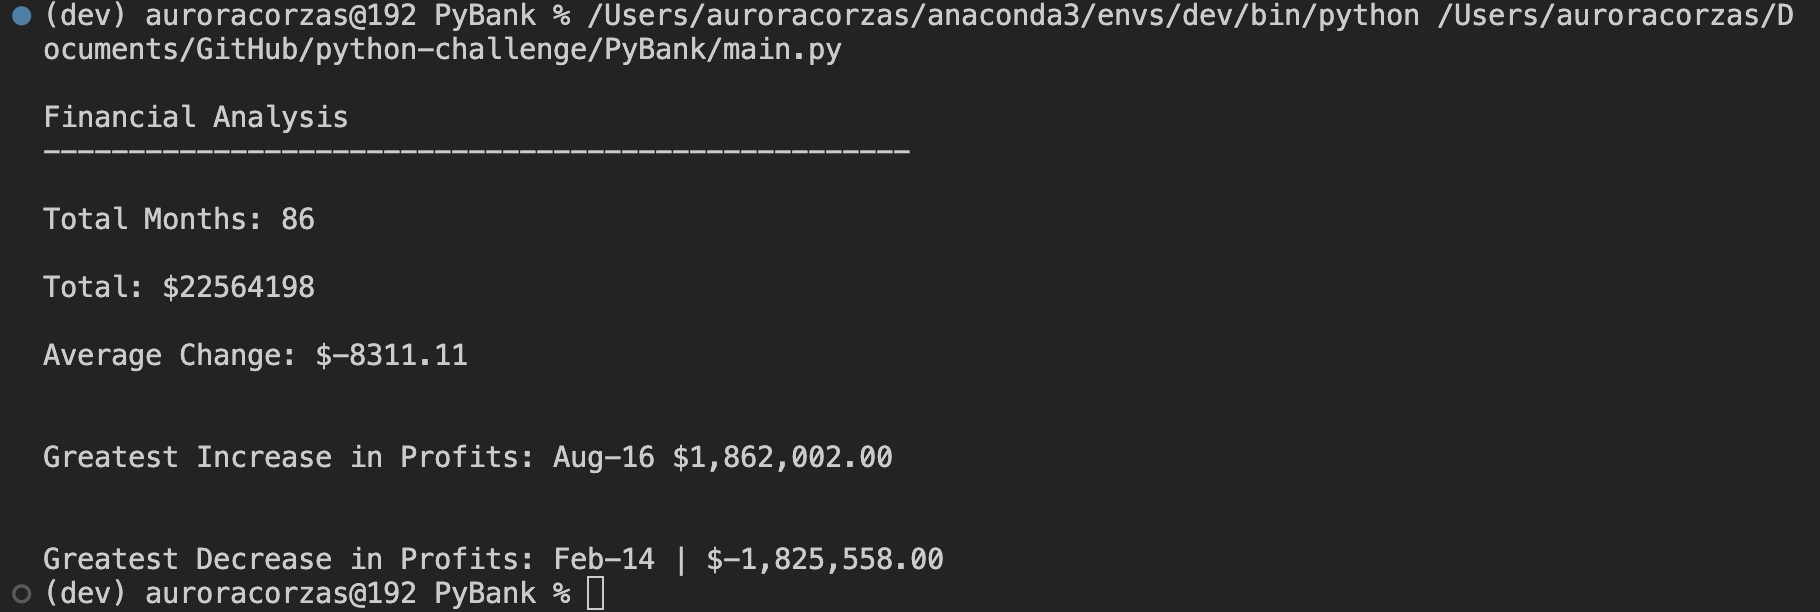 (dev) auroracorzas@192 PyBank % /Users/auroracorzas/anaconda3/envs/dev/bin/python /Users/auroracorzas/D
ocuments/GitHub/python-challenge/PyBank/main.py
Financial Analysis
---------------------------------------------------
Total Months: 86
Total: $22564198
Average Change: $-8311.11
Greatest Increase in Profits: Aug-16 $1,862,002.00
Greatest Decrease in Profits: Feb-14 | $-1,825,558.00
(dev) auroracorzas@192 PyBank %